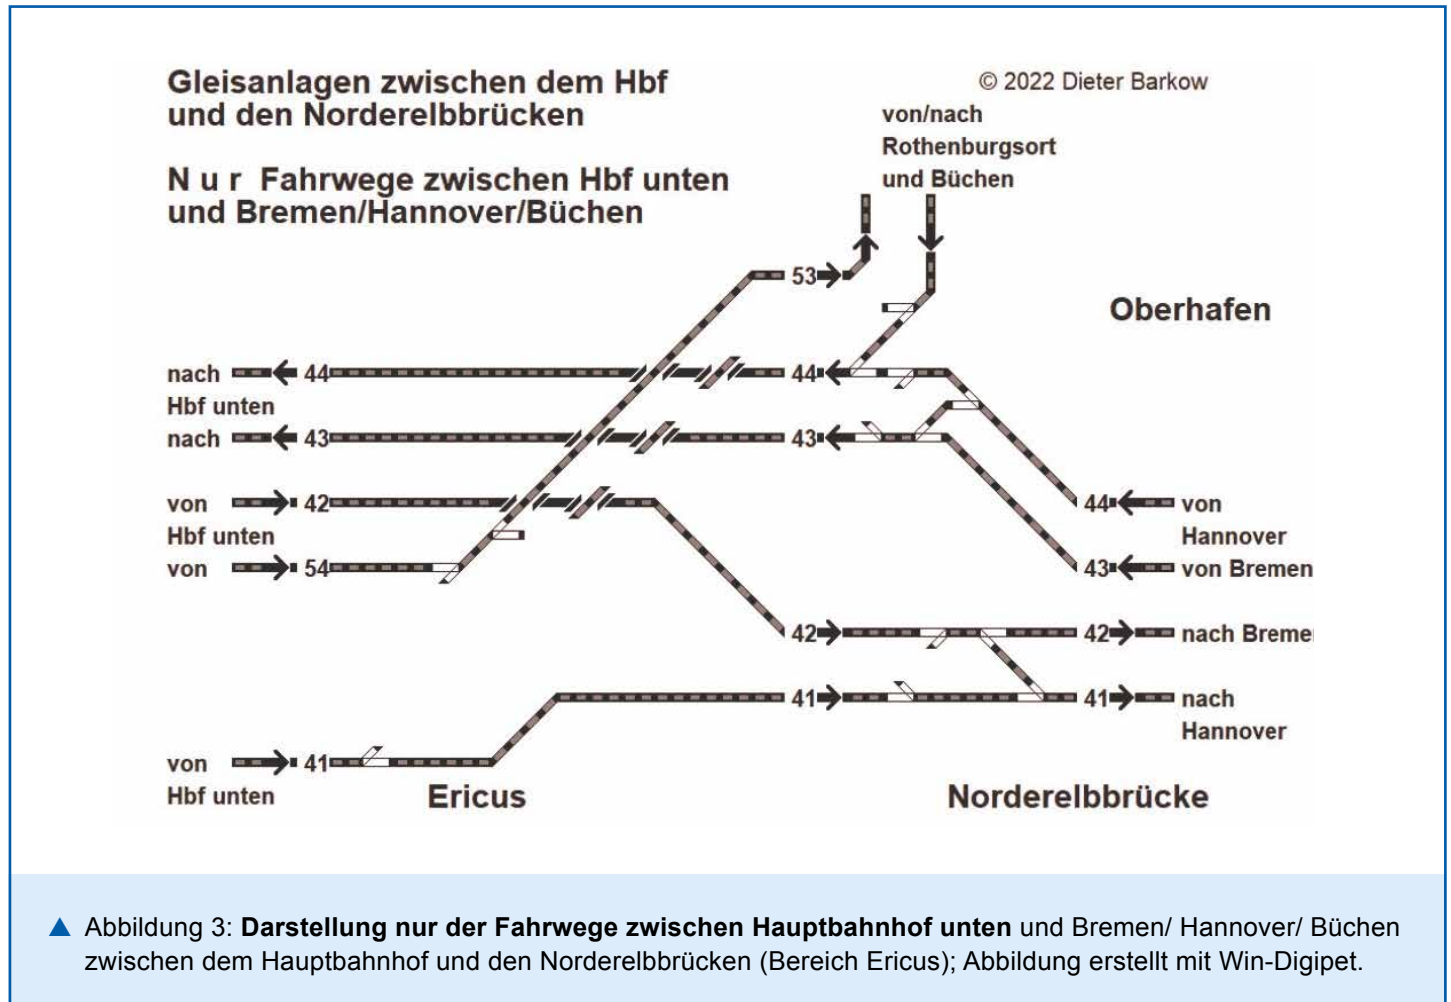 Gleisanlagen zwischen dem Hbf
und den Norderelbbrücken
© 2022 Dieter Barkow
N u r Fahrwege zwischen Hbf unten
und Bremen/Hannover/Büchen
von/nach
Rothenburgsort
und Büchen
53
Oberhafen
nach 44 44
Hbf unten
nach 43 43
von 42
Hbf unten
44 von
Hannover
von 54
43 von Bremen
42 42 nach Breme
41 41 nach
Hannover
von 41
Hbf unten
Ericus
Norderelbbrücke
▲ Abbildung 3: Darstellung nur der Fahrwege zwischen Hauptbahnhof unten und Bremen/ Hannover/ Büchen
zwischen dem Hauptbahnhof und den Norderelbbrücken (Bereich Ericus); Abbildung erstellt mit Win-Digipet.